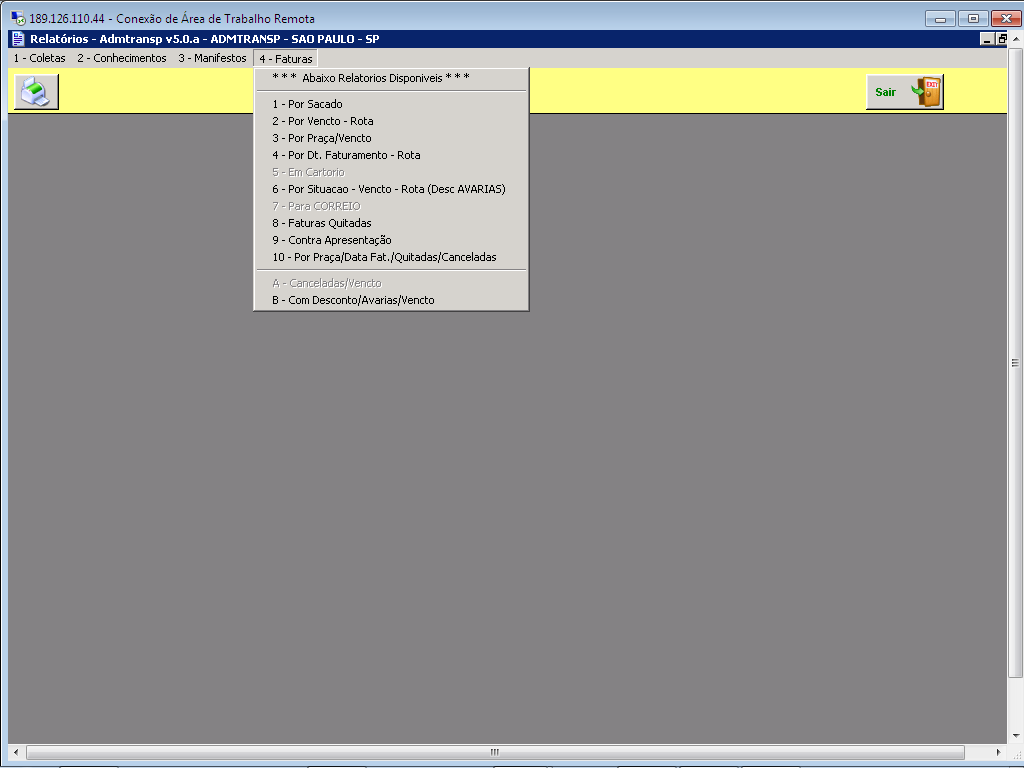 189.126.110.44 - Conexão de Área de Trabalho Remota
Relatórios - Admtransp v5.0.a - ADMTRANSP - SAO PAULO - SP
1 - Coletas 2 - Conhecimentos 3 - Manifestos 4 - Faturas
* * * Abaixo Relatorios Disponiveis * * *
1 - Por Sacado
2 - Por Vencto - Rota
3 - Por Praça/Vencto
4 - Por Dt. Faturamento - Rota
5 - Em Cartorio
6 - Por Situacao - Vencto - Rota (Desc AVARIAS)
7 - Para CORREIO
8 - Faturas Quitadas
9 - Contra Apresentação
10 - Por Praça/Data Fat./Quitadas/Canceladas
A - Canceladas/Vencto
B - Com Desconto/Avarias/Vencto
Sair
EXIT